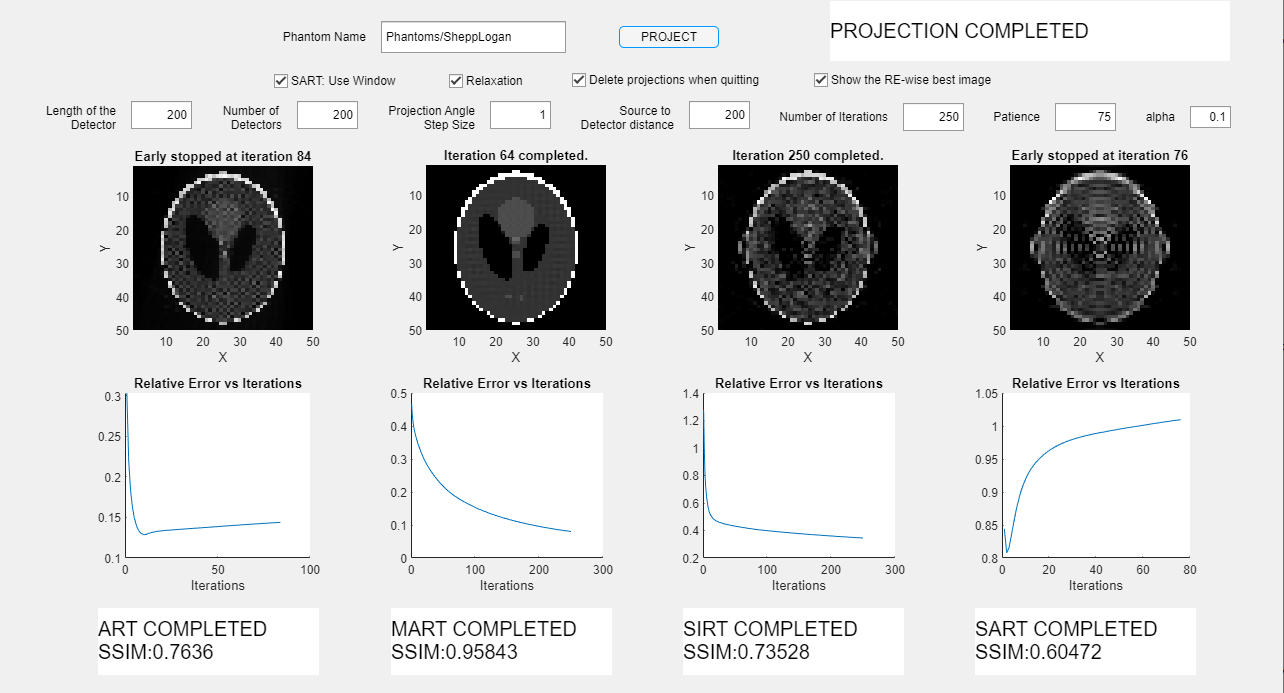 Phantom Name Phantoms/SheppLogan PROJECT PROJECTION COMPLETED
SART: Use Window Relaxation Delete projections when quitting Show the RE-wise best image
Length of the Detector 200 Number of Detectors 200 Projection Angle Step Size 1 Source to Detector distance 200 Number of Iterations 250 Patience 75 alpha 0.1
Early stopped at iteration 84
10
20
30
40
50
Y
10 20 30 40 50
X
Iteration 64 completed.
10
20
30
40
50
Y
10 20 30 40 50
X
Iteration 250 completed.
10
20
30
40
50
Y
10 20 30 40 50
X
Early stopped at iteration 76
10
20
30
40
50
Y
10 20 30 40 50
X
Relative Error vs Iterations
0.3
0.25
0.2
0.15
0.1
0 50 100
Iterations
Relative Error vs Iterations
0.5
0.4
0.3
0.2
0.1
0
0 100 200 300
Iterations
Relative Error vs Iterations
1.4
1.2
1
0.8
0.6
0.4
0.2
0 100 200 300
Iterations
Relative Error vs Iterations
1.05
1
0.95
0.9
0.85
0.8
0 20 40 60 80
Iterations
ART COMPLETED
SSIM:0.7636
MART COMPLETED
SSIM:0.95843
SIRT COMPLETED
SSIM:0.73528
SART COMPLETED
SSIM:0.60472